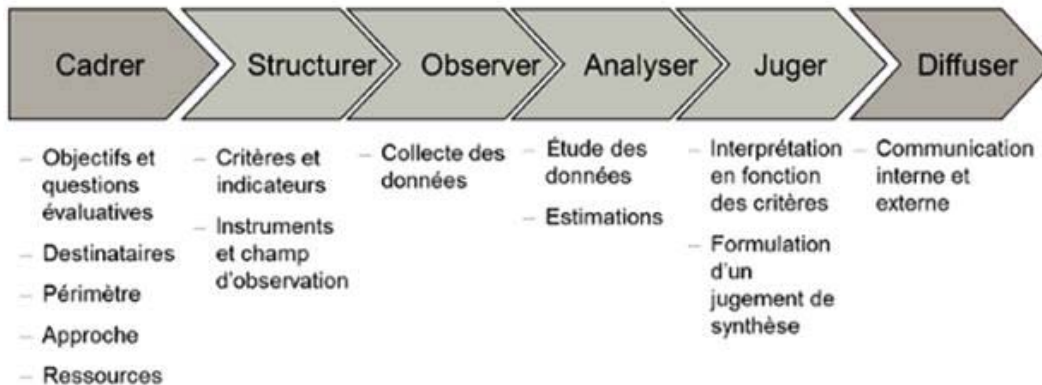 Cadrer
Structurer
Observer
Analyser
Juger
Diffuser
– Objectifs et
questions
évaluatives
– Destinataires
– Périmètre
– Approche
– Ressources
– Critères et
indicateurs
– Instruments
et champ
d'observation
– Collecte des
données
– Étude des
données
– Estimations
– Interprétation
en fonction
des critères
– Formulation
d'un
jugement de
synthèse
– Communication
interne et
externe